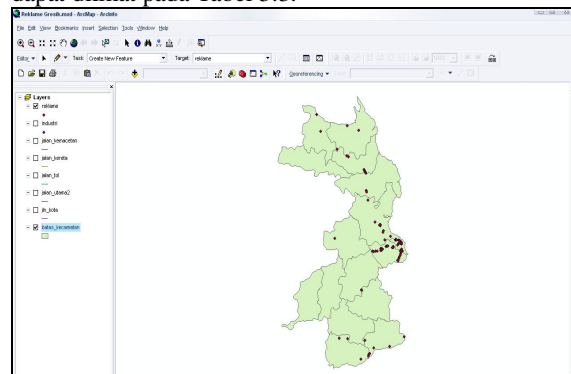 dapat dilihat pada Tabel 3.3.
Reklame Gresik.mxd - ArcMap - ArcInfo
File Edit View Bookmarks Insert Selection Tools Window Help
Editor Task: Create New Feature Target: reklame
Georeferencing
Layers
reklame
industri
jalan_kemacetan
jalan_kereta
jalan_tol
jalan_utama2
jln_kota
batas_kecamatan